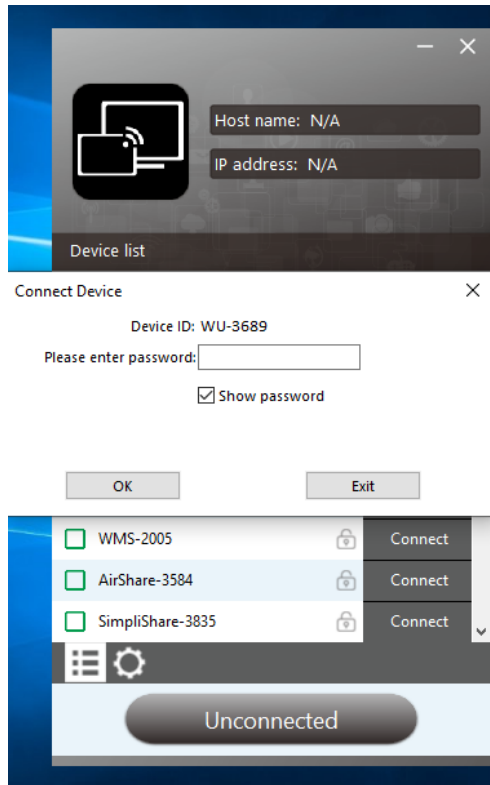 Host name: N/A
IP address: N/A
Device list
Connect Device
Device ID: WU-3689
Please enter password:
Show password
OK Exit
WMS-2005 Connect
AirShare-3584 Connect
SimpliShare-3835 Connect
Unconnected